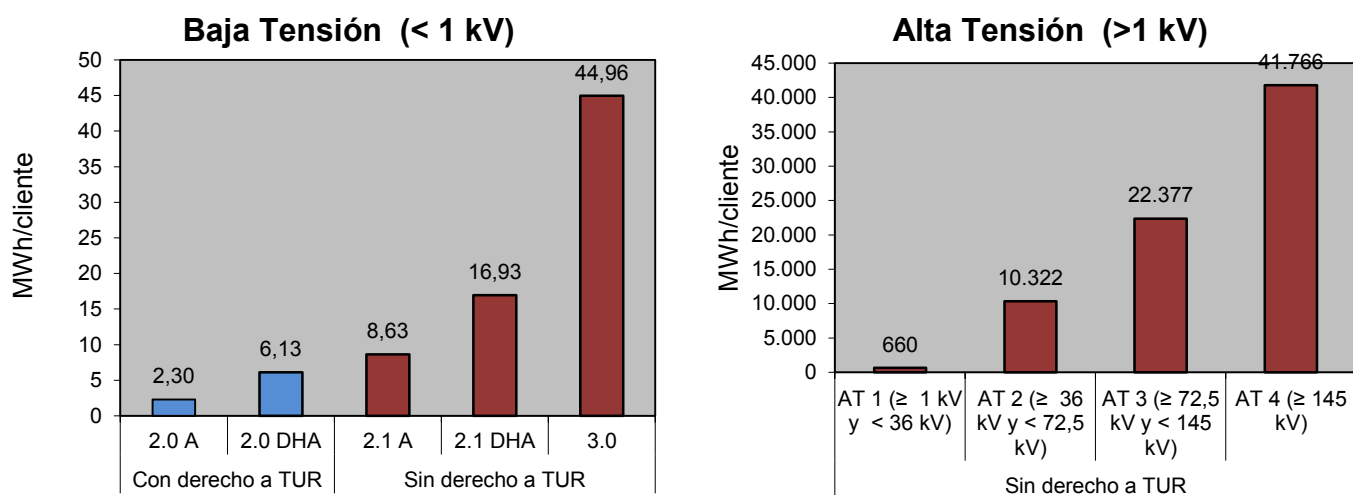 Baja Tensión (< 1 kV)
MWh/cliente
50
45
40
35
30
25
20
15
10
5
0
2,30
6,13
8,63
16,93
44,96
2.0 A
2.0 DHA
2.1 A
2.1 DHA
3.0
Con derecho a TUR
Sin derecho a TUR
Alta Tensión (>1 kV)
MWh/cliente
45.000
40.000
35.000
30.000
25.000
20.000
15.000
10.000
5.000
0
660
10.322
22.377
41.766
AT 1 (≥ 1 kV
y < 36 kV)
AT 2 (≥ 36
kV y < 72,5
kV)
AT 3 (≥ 72,5
kV y < 145
kV)
AT 4 (≥ 145
kV)
Sin derecho a TUR